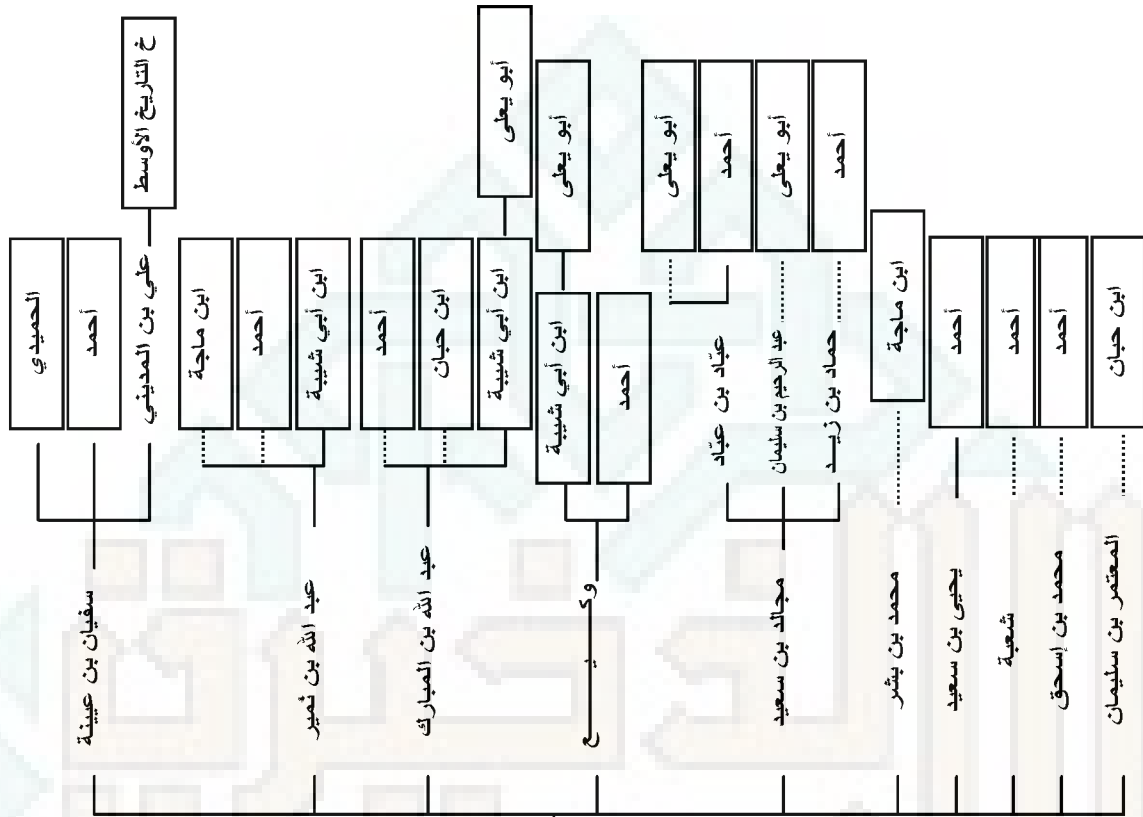 خ التاريخ الأوسط
الحميدي
أحمد
علي بن المديني
سفيان بن عيينة
ابن ماجة
أحمد
ابن أبي شيبة
عبد الله بن نمير
أبو يعلى
أحمد
ابن حبان
ابن أبي شيبة
عبد الله بن المبارك
أبو يعلى
ابن أبي شيبة
أحمد
وكــــيــــع
أبو يعلى
أحمد
عبّاد بن عبّاد
أبو يعلى
عبد الرحيم بن سليمان
أحمد
حماد بن زيــد
مجالد بن سعيد
ابن ماجة
محمد بن بشر
أحمد
يحيى بن سعيد
أحمد
شعبة
أحمد
محمد بن إسحق
ابن حبان
المعتمر بن سليمان